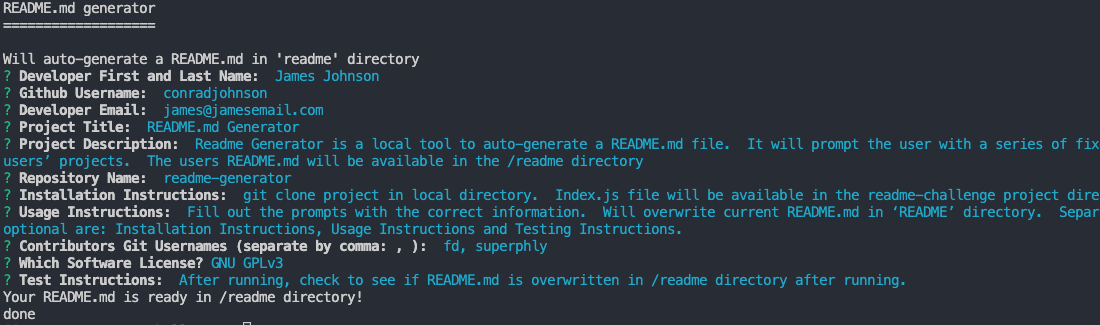 README.md generator
===================
Will auto-generate a README.md in 'readme' directory
? Developer First and Last Name:  James Johnson
? Github Username:  conradjohnson
? Developer Email:  james@jamesemail.com
? Project Title:  README.md Generator
? Project Description:  Readme Generator is a local tool to auto-generate a README.md file.  It will prompt the user with a series of fix
users’ projects.  The users README.md will be available in the /readme directory
? Repository Name:  readme-generator
? Installation Instructions:  git clone project in local directory.  Index.js file will be available in the readme-challenge project dire
? Usage Instructions:  Fill out the prompts with the correct information.  Will overwrite current README.md in ‘README’ directory.  Separ
optional are: Installation Instructions, Usage Instructions and Testing Instructions.
? Contributors Git Usernames (separate by comma: , ):  fd, superphly
? Which Software License? GNU GPLv3
? Test Instructions:  After running, check to see if README.md is overwritten in /readme directory after running.
Your README.md is ready in /readme directory!
done